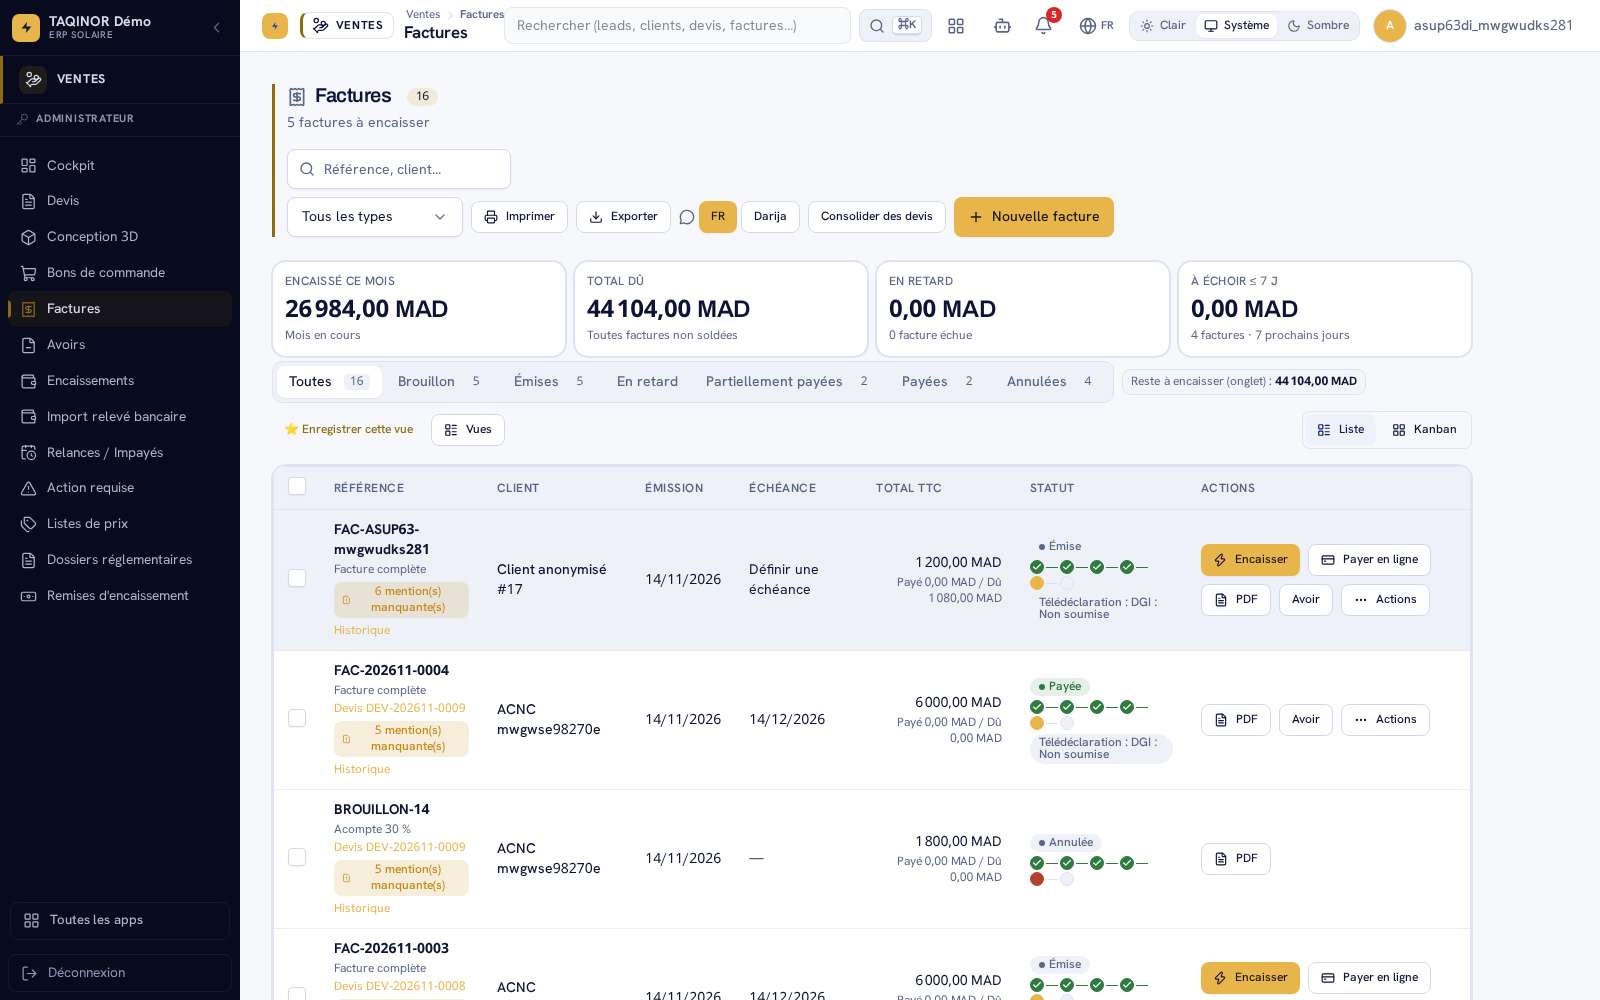 TAQINOR Démo
ERP SOLAIRE
VENTES
ADMINISTRATEUR
Cockpit
Devis
Conception 3D
Bons de commande
Factures
Avoirs
Encaissements
Import relevé bancaire
Relances / Impayés
Action requise
Listes de prix
Dossiers réglementaires
Remises d'encaissement
Toutes les apps
Déconnexion
VENTES
Ventes > Factures
Factures
Rechercher (leads, clients, devis, factures…)
⌘K
5
FR
Clair
Système
Sombre
A
asup63di_mwgwudks281
Factures 16
5 factures à encaisser
Référence, client…
Tous les types
Imprimer
Exporter
FR
Darija
Consolider des devis
+ Nouvelle facture
ENCAISSÉ CE MOIS
26 984,00 MAD
Mois en cours
TOTAL DÛ
44 104,00 MAD
Toutes factures non soldées
EN RETARD
0,00 MAD
0 facture échue
À ÉCHOIR ≤ 7 J
0,00 MAD
4 factures · 7 prochains jours
Toutes 16
Brouillon 5
Émises 5
En retard
Partiellement payées 2
Payées 2
Annulées 4
Reste à encaisser (onglet) : 44 104,00 MAD
⭐ Enregistrer cette vue
Vues
Liste
Kanban
RÉFÉRENCE CLIENT ÉMISSION ÉCHÉANCE TOTAL TTC STATUT ACTIONS
FAC-ASUP63-
mwgwudks281
Facture complète
6 mention(s)
manquante(s)
Historique
Client anonymisé
#17
14/11/2026
Définir une
échéance
1 200,00 MAD
Payé 0,00 MAD / Dû
1 080,00 MAD
Émise
Télédéclaration : DGI :
Non soumise
Encaisser
Payer en ligne
PDF
Avoir
Actions
FAC-202611-0004
Facture complète
Devis DEV-202611-0009
5 mention(s)
manquante(s)
Historique
ACNC
mwgwse98270e
14/11/2026
14/12/2026
6 000,00 MAD
Payé 0,00 MAD / Dû
0,00 MAD
Payée
Télédéclaration : DGI :
Non soumise
PDF
Avoir
Actions
BROUILLON-14
Acompte 30 %
Devis DEV-202611-0009
5 mention(s)
manquante(s)
Historique
ACNC
mwgwse98270e
14/11/2026
—
1 800,00 MAD
Payé 0,00 MAD / Dû
0,00 MAD
Annulée
PDF
FAC-202611-0003
Facture complète
Devis DEV-202611-0008
ACNC
14/11/2026
14/12/2026
6 000,00 MAD
Payé 0,00 MAD / Dû
Émise
Encaisser
Payer en ligne